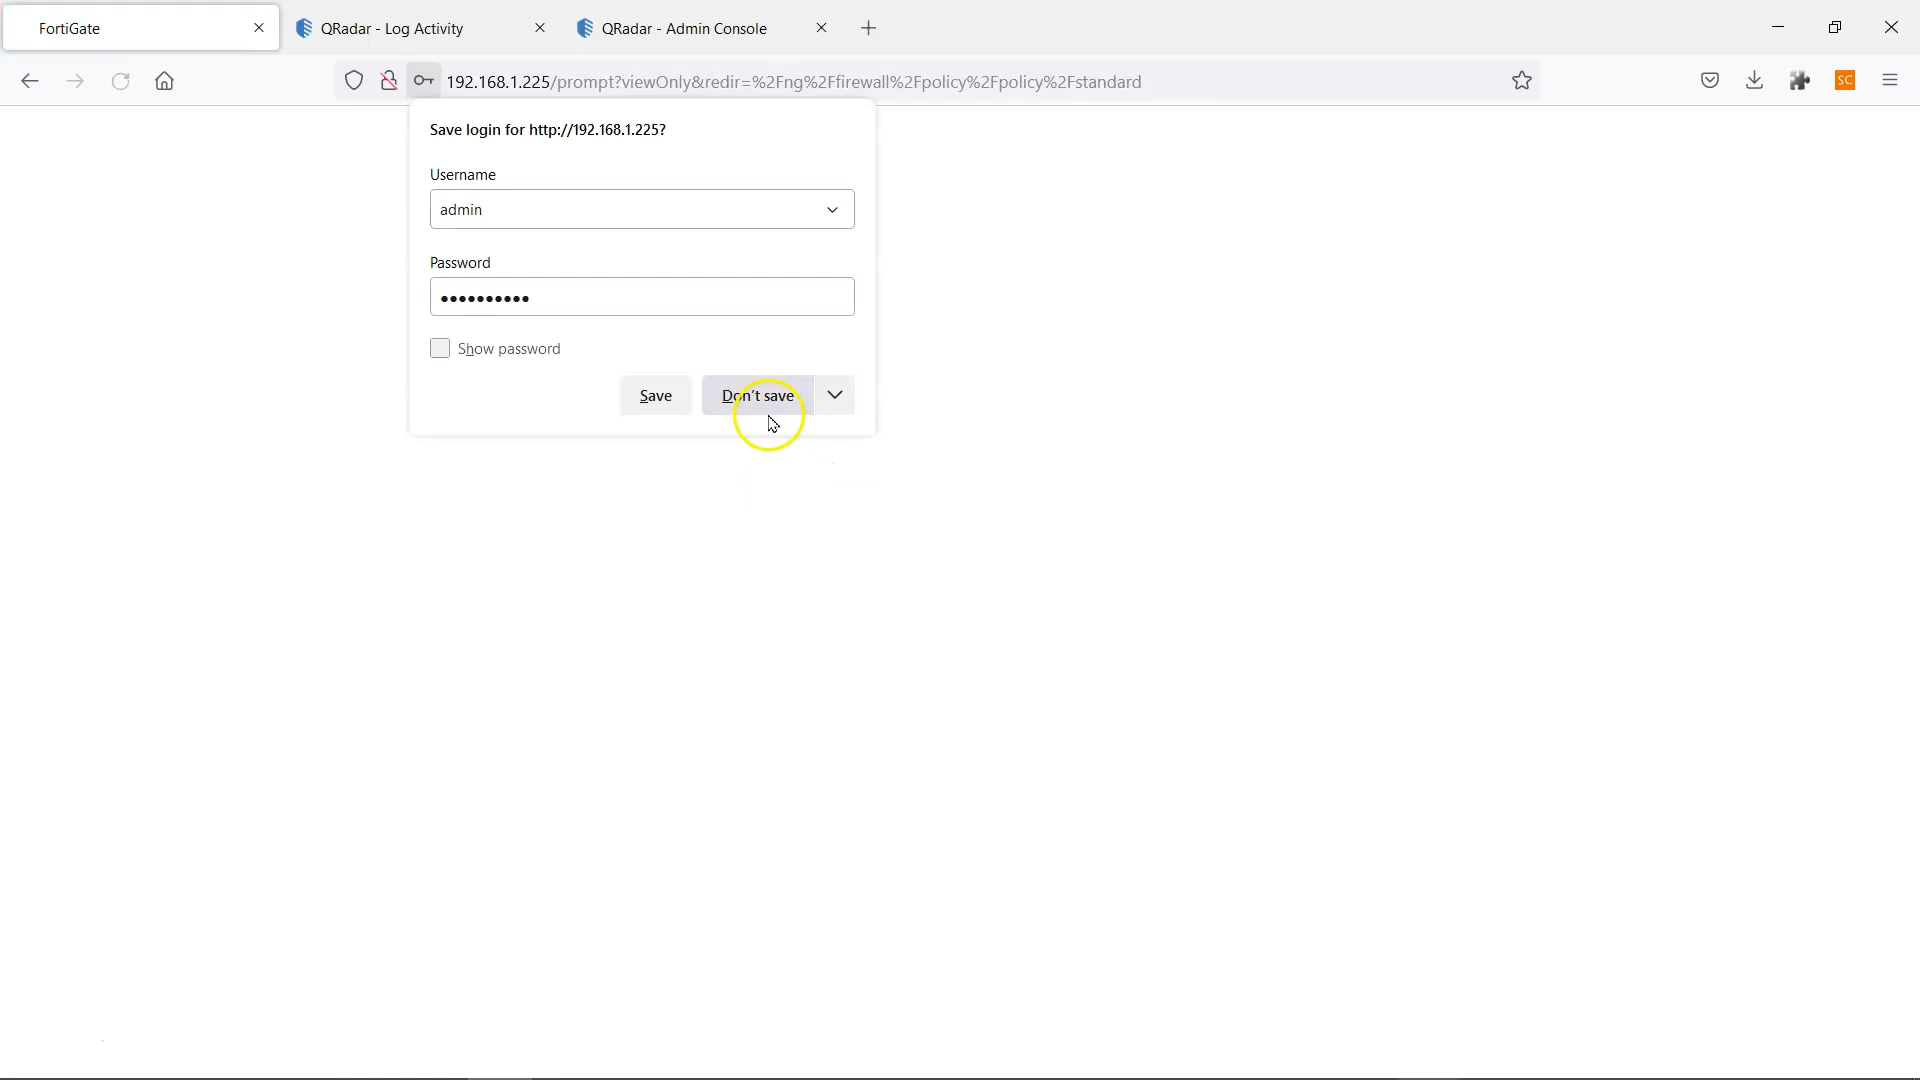 FortiGate
QRadar - Log Activity
QRadar - Admin Console
192.168.1.225/prompt?viewOnly&redir=%2Fng%2Ffirewall%2Fpolicy%2Fpolicy%2Fstandard
SC
Save login for http://192.168.1.225?
Username
admin
Password
••••••••••
Show password
Save
Don't save